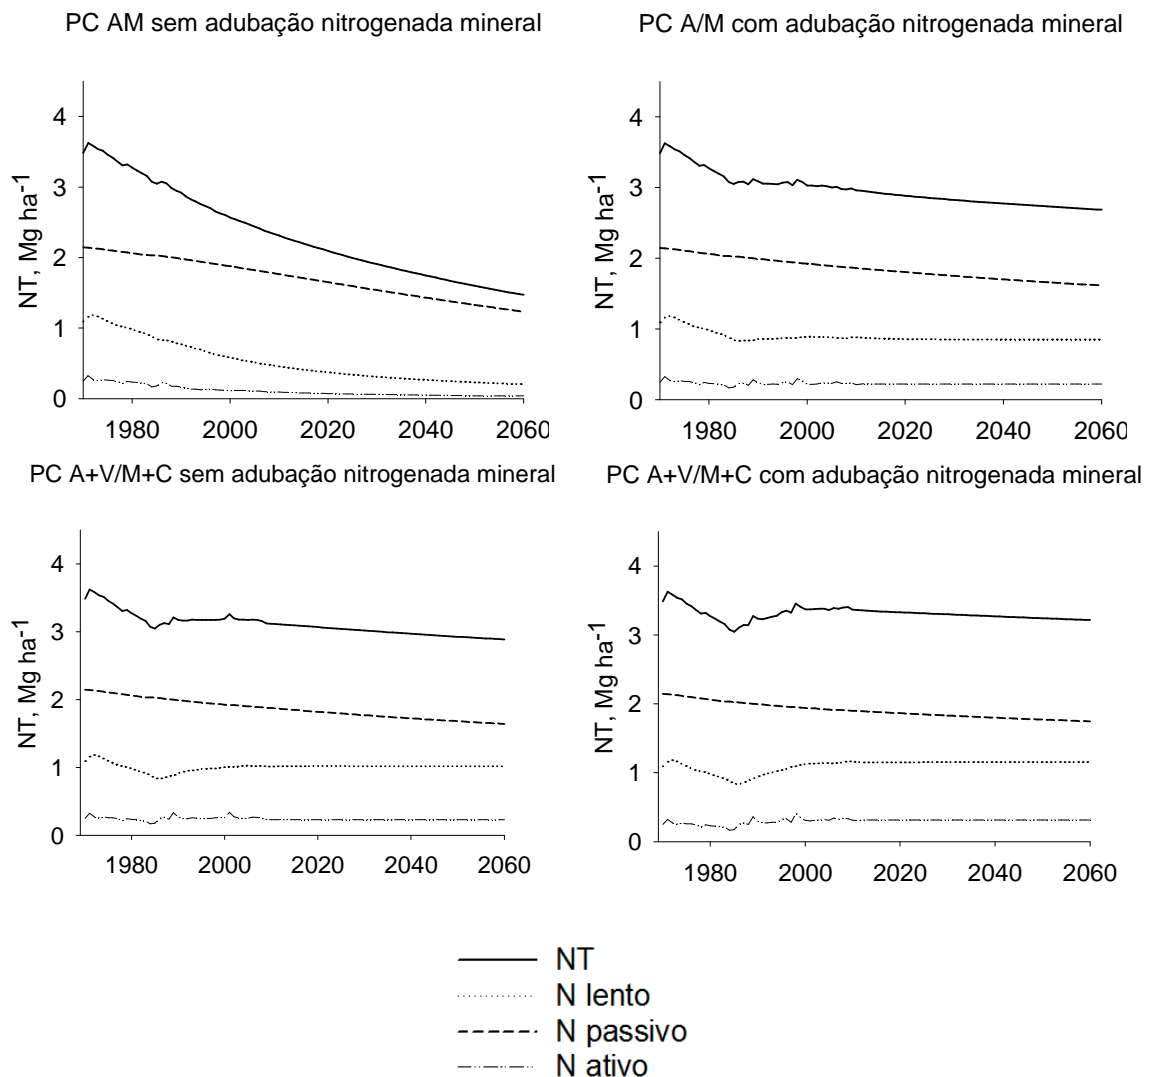 PC AM sem adubação nitrogenada mineral
PC A/M com adubação nitrogenada mineral
NT, Mg ha-1
4
3
2
1
0
1980 2000 2020 2040 2060
NT, Mg ha-1
4
3
2
1
0
1980 2000 2020 2040 2060
PC A+V/M+C sem adubação nitrogenada mineral
PC A+V/M+C com adubação nitrogenada mineral
NT, Mg ha-1
4
3
2
1
0
1980 2000 2020 2040 2060
NT, Mg ha-1
4
3
2
1
0
1980 2000 2020 2040 2060
NT
N lento
N passivo
N ativo